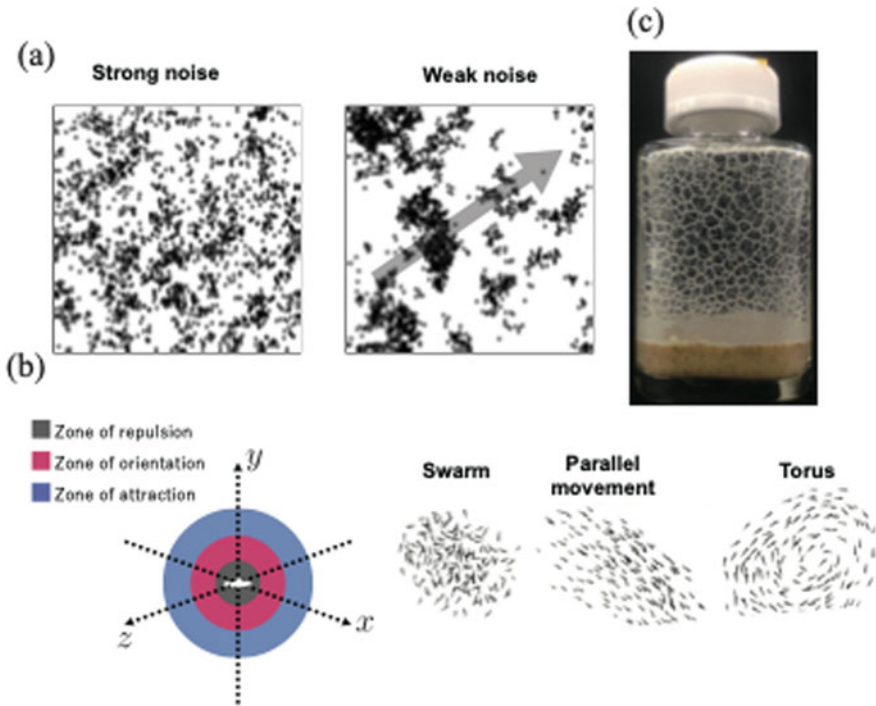 (a)
Strong noise
Weak noise
(c)
(b)
Zone of repulsion
Zone of orientation
Zone of attraction
y
z
x
Swarm
Parallel
movement
Torus